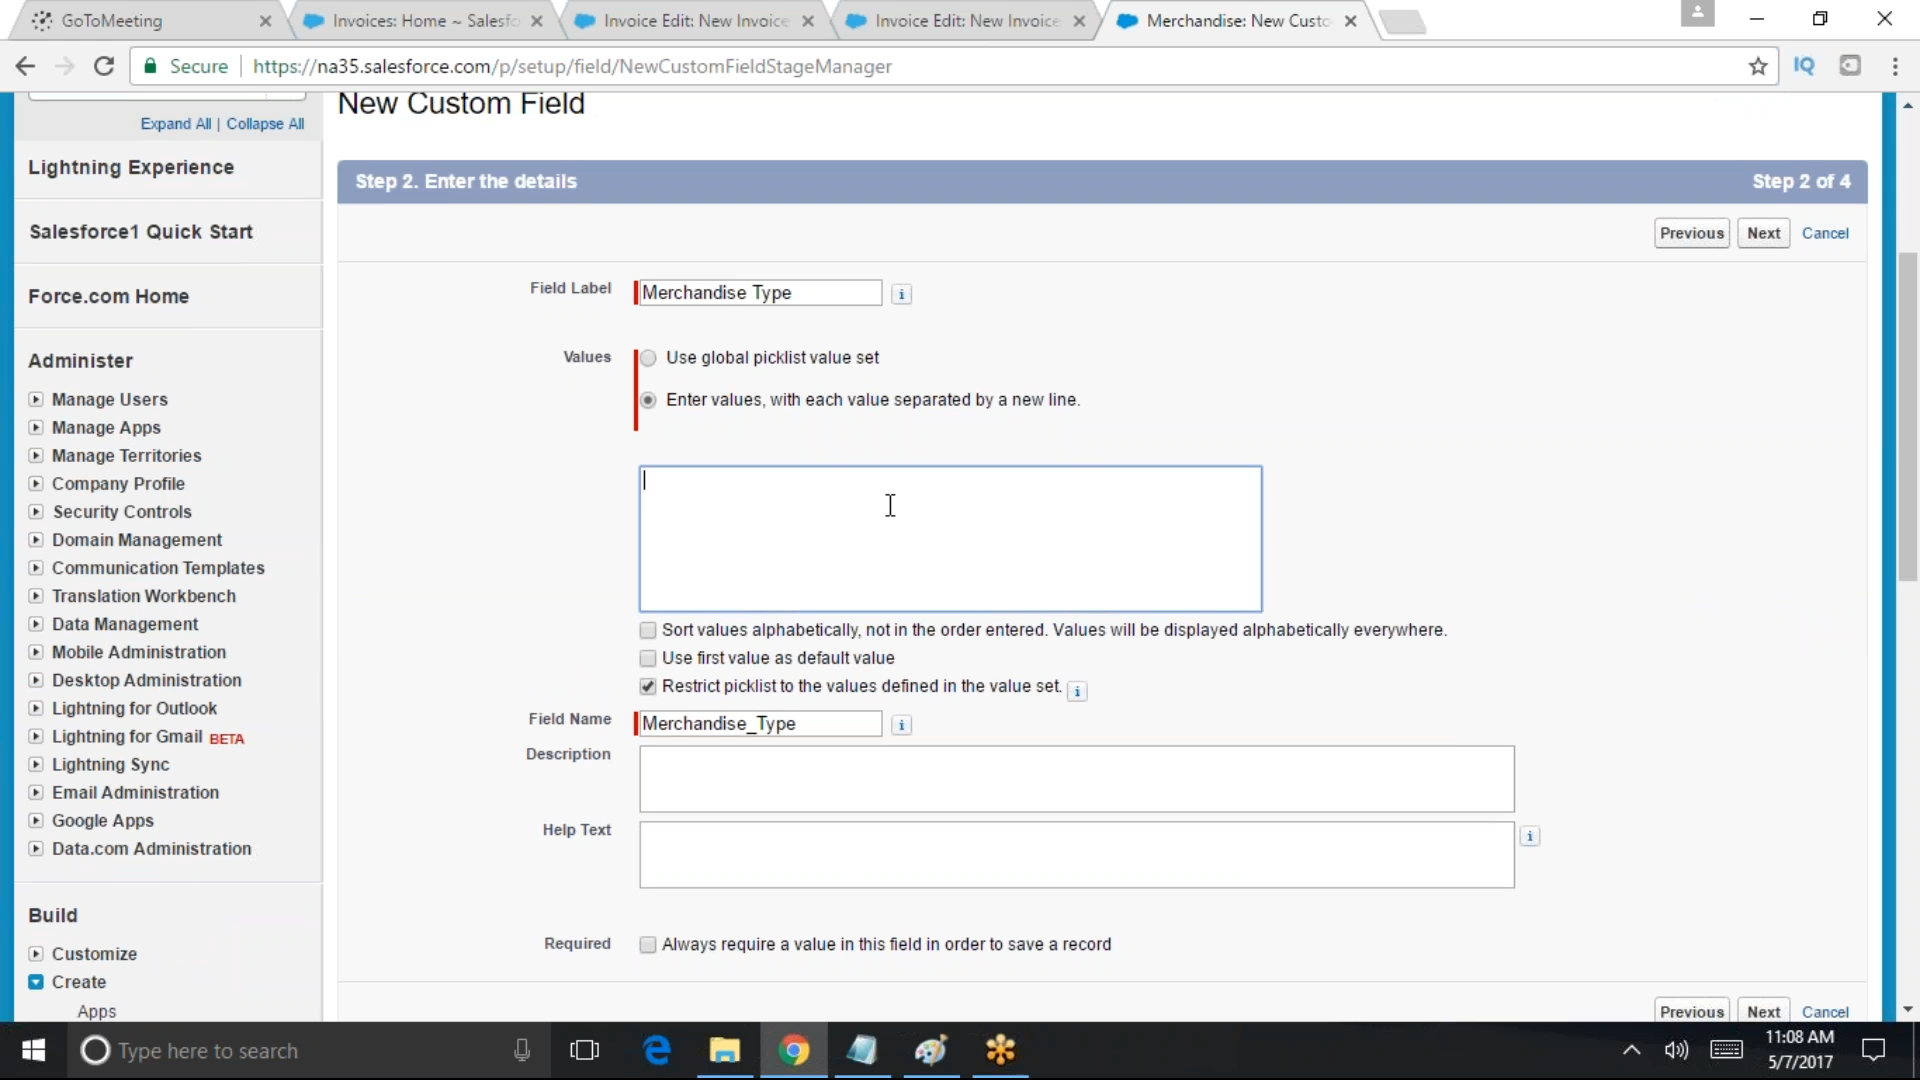 GoToMeeting
Invoices: Home ~ Salesfo
Invoice Edit: New Invoice
Invoice Edit: New Invoice
Merchandise: New Custo
Secure
https://na35.salesforce.com/p/setup/field/NewCustomFieldStageManager
IQ
Expand All | Collapse All
Lightning Experience
Salesforce1 Quick Start
Force.com Home
Administer
Manage Users
Manage Apps
Manage Territories
Company Profile
Security Controls
Domain Management
Communication Templates
Translation Workbench
Data Management
Mobile Administration
Desktop Administration
Lightning for Outlook
Lightning for Gmail BETA
Lightning Sync
Email Administration
Google Apps
Data.com Administration
Build
Customize
Create
Apps
New Custom Field
Step 2. Enter the details
Step 2 of 4
Previous Next Cancel
Field Label Merchandise Type
Values Use global picklist value set
Enter values, with each value separated by a new line.
Sort values alphabetically, not in the order entered. Values will be displayed alphabetically everywhere.
Use first value as default value
Restrict picklist to the values defined in the value set.
Field Name Merchandise_Type
Description
Help Text
Required Always require a value in this field in order to save a record
Previous Next Cancel
Type here to search
11:08 AM
5/7/2017